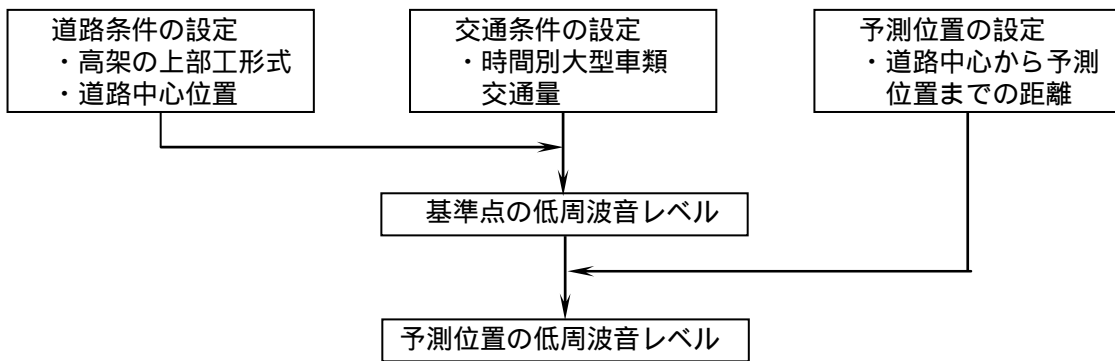 道路条件の設定
・高架の上部工形式
・道路中心位置
交通条件の設定
・時間別大型車類
交通量
予測位置の設定
・道路中心から予測
位置までの距離
基準点の低周波音レベル
予測位置の低周波音レベル